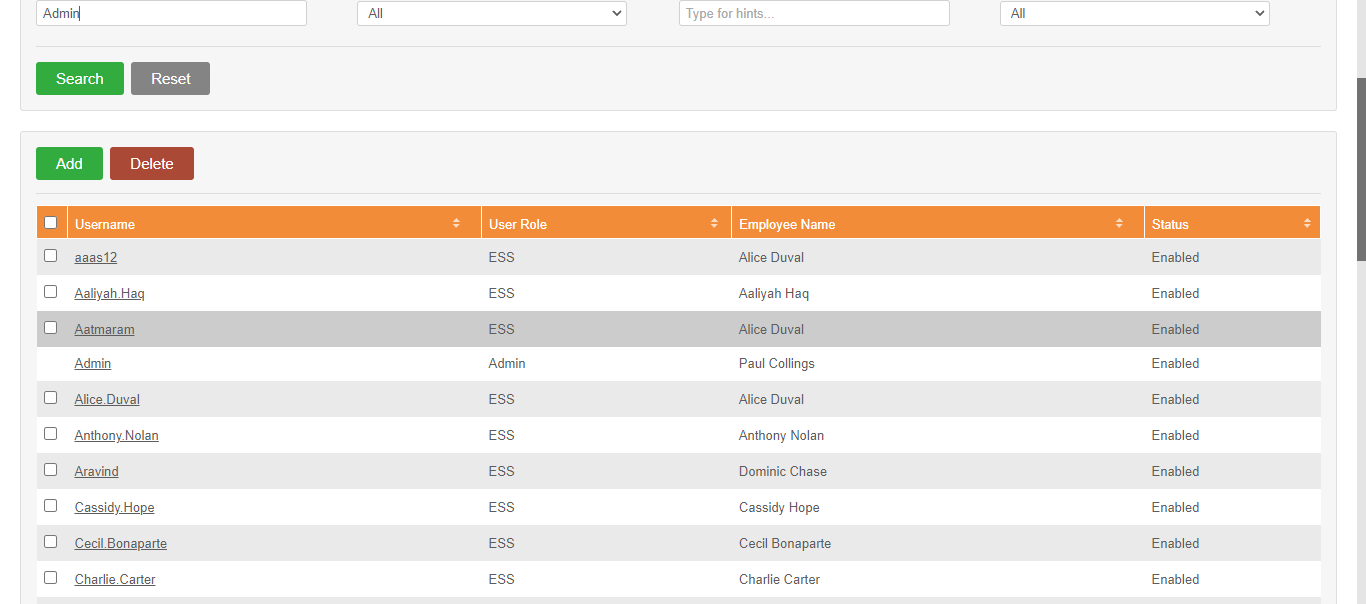 Admin All Type for hints... All
Search Reset
Add Delete
Username User Role Employee Name Status
aaas12 ESS Alice Duval Enabled
Aaliyah.Haq ESS Aaliyah Haq Enabled
Aatmaram ESS Alice Duval Enabled
Admin Admin Paul Collings Enabled
Alice.Duval ESS Alice Duval Enabled
Anthony.Nolan ESS Anthony Nolan Enabled
Aravind ESS Dominic Chase Enabled
Cassidy.Hope ESS Cassidy Hope Enabled
Cecil.Bonaparte ESS Cecil Bonaparte Enabled
Charlie.Carter ESS Charlie Carter Enabled